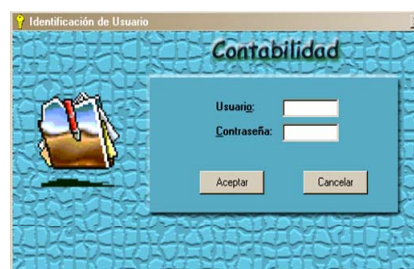 Identificación de Usuario
Contabilidad
Usuario:
Contraseña:
Aceptar Cancelar